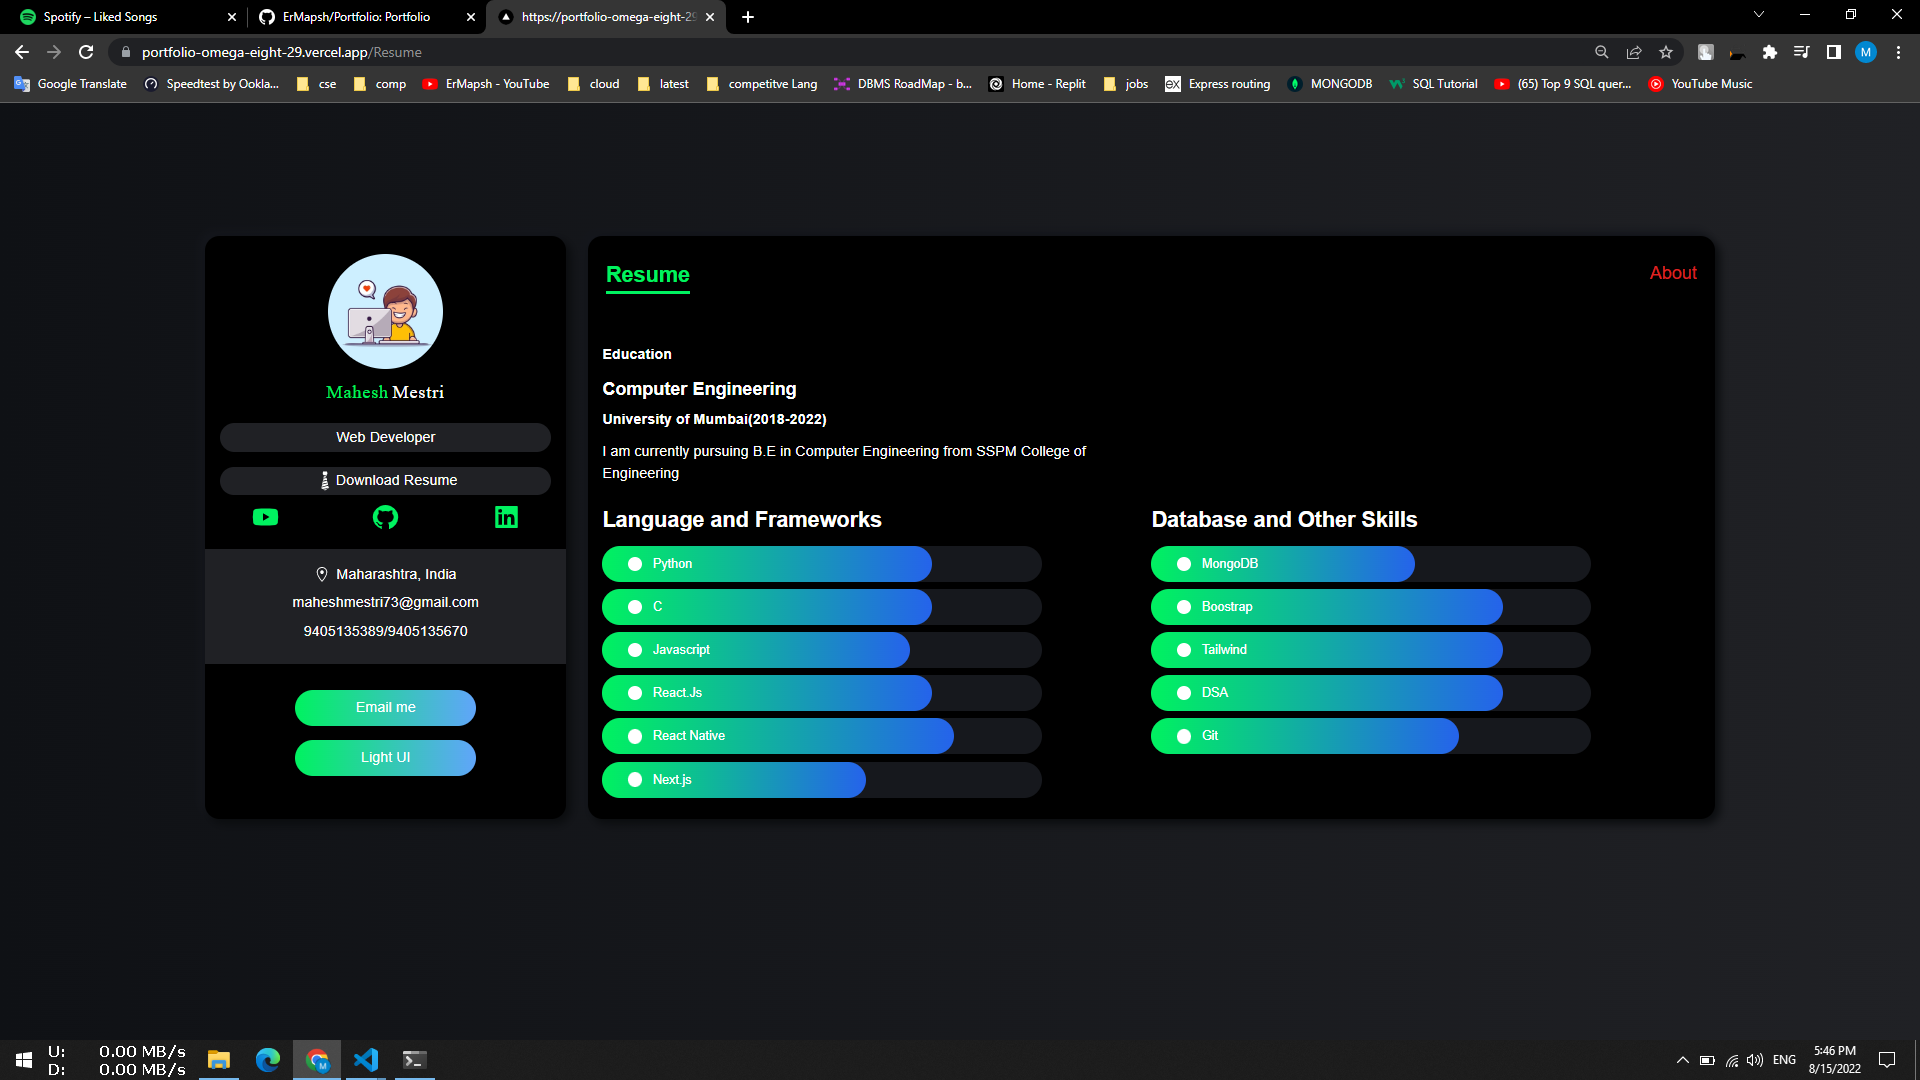 Spotify – Liked Songs
ErMapsh/Portfolio: Portfolio
https://portfolio-omega-eight-29
portfolio-omega-eight-29.vercel.app/Resume
M
Google Translate
Speedtest by Ookla...
cse
comp
ErMapsh - YouTube
cloud
latest
competitve Lang
DBMS RoadMap - b...
Home - Replit
jobs
ex Express routing
MONGODB
SQL Tutorial
(65) Top 9 SQL quer...
YouTube Music
Mahesh Mestri
Web Developer
Download Resume
in
Maharashtra, India
maheshmestri73@gmail.com
9405135389/9405135670
Email me
Light UI
Resume
About
Education
Computer Engineering
University of Mumbai(2018-2022)
I am currently pursuing B.E in Computer Engineering from SSPM College of
Engineering
Language and Frameworks
Python
C
Javascript
React.Js
React Native
Next.js
Database and Other Skills
MongoDB
Boostrap
Tailwind
DSA
Git
U: 0.00 MB/s
D: 0.00 MB/s
M
ENG
5:46 PM
8/15/2022